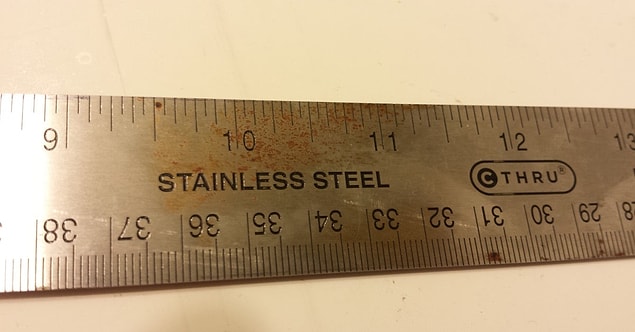 9 10 11 12 13
STAINLESS STEEL
C THRU®
38 37 36 35 34 33 32 31 30 29 28